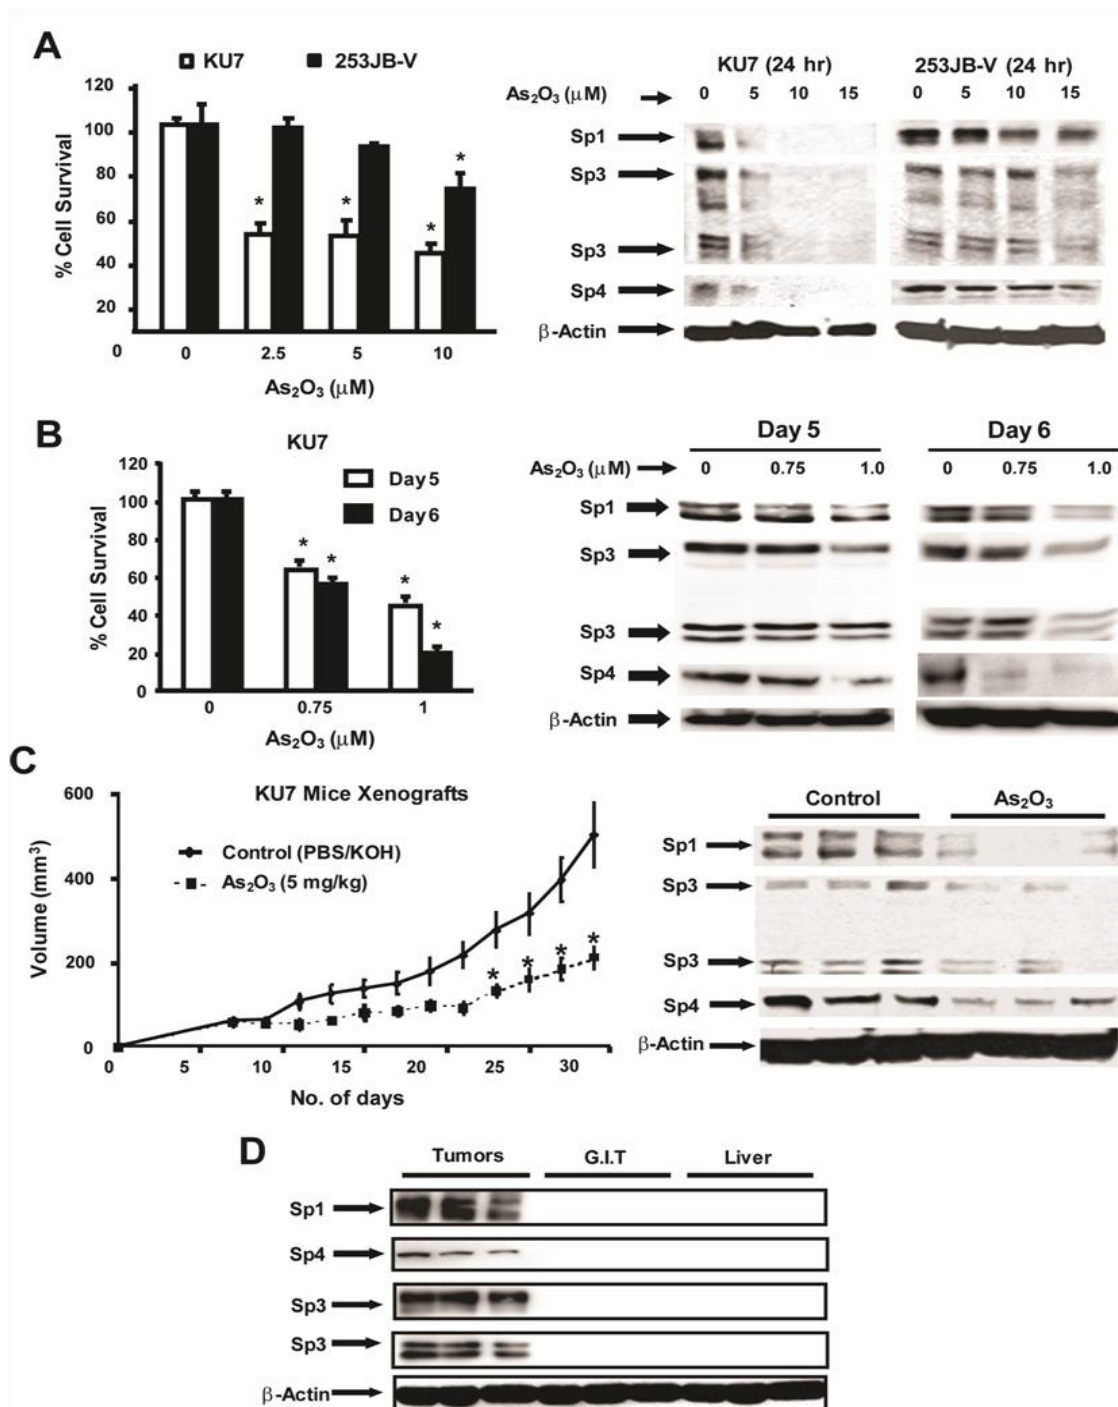 A
KU7 253JB-V
120
100
80
60
40
20
0
% Cell Survival
* * * *
0 2.5 5 10
As₂O₃ (μM)
KU7 (24 hr) 253JB-V (24 hr)
As₂O₃ (μM) 0 5 10 15 0 5 10 15
Sp1
Sp3
Sp3
Sp4
β-Actin
B
KU7
120
100
80
60
40
20
0
% Cell Survival
Day 5
Day 6
* * * *
0 0.75 1
As₂O₃ (μM)
Day 5 Day 6
As₂O₃ (μM) 0 0.75 1.0 0 0.75 1.0
Sp1
Sp3
Sp3
Sp4
β-Actin
C
KU7 Mice Xenografts
600
400
200
0
Volume (mm³)
Control (PBS/KOH)
As₂O₃ (5 mg/kg)
* * * *
0 5 10 15 20 25 30
No. of days
Control As₂O₃
Sp1
Sp3
Sp3
Sp4
β-Actin
D
Tumors G.I.T Liver
Sp1
Sp4
Sp3
Sp3
β-Actin